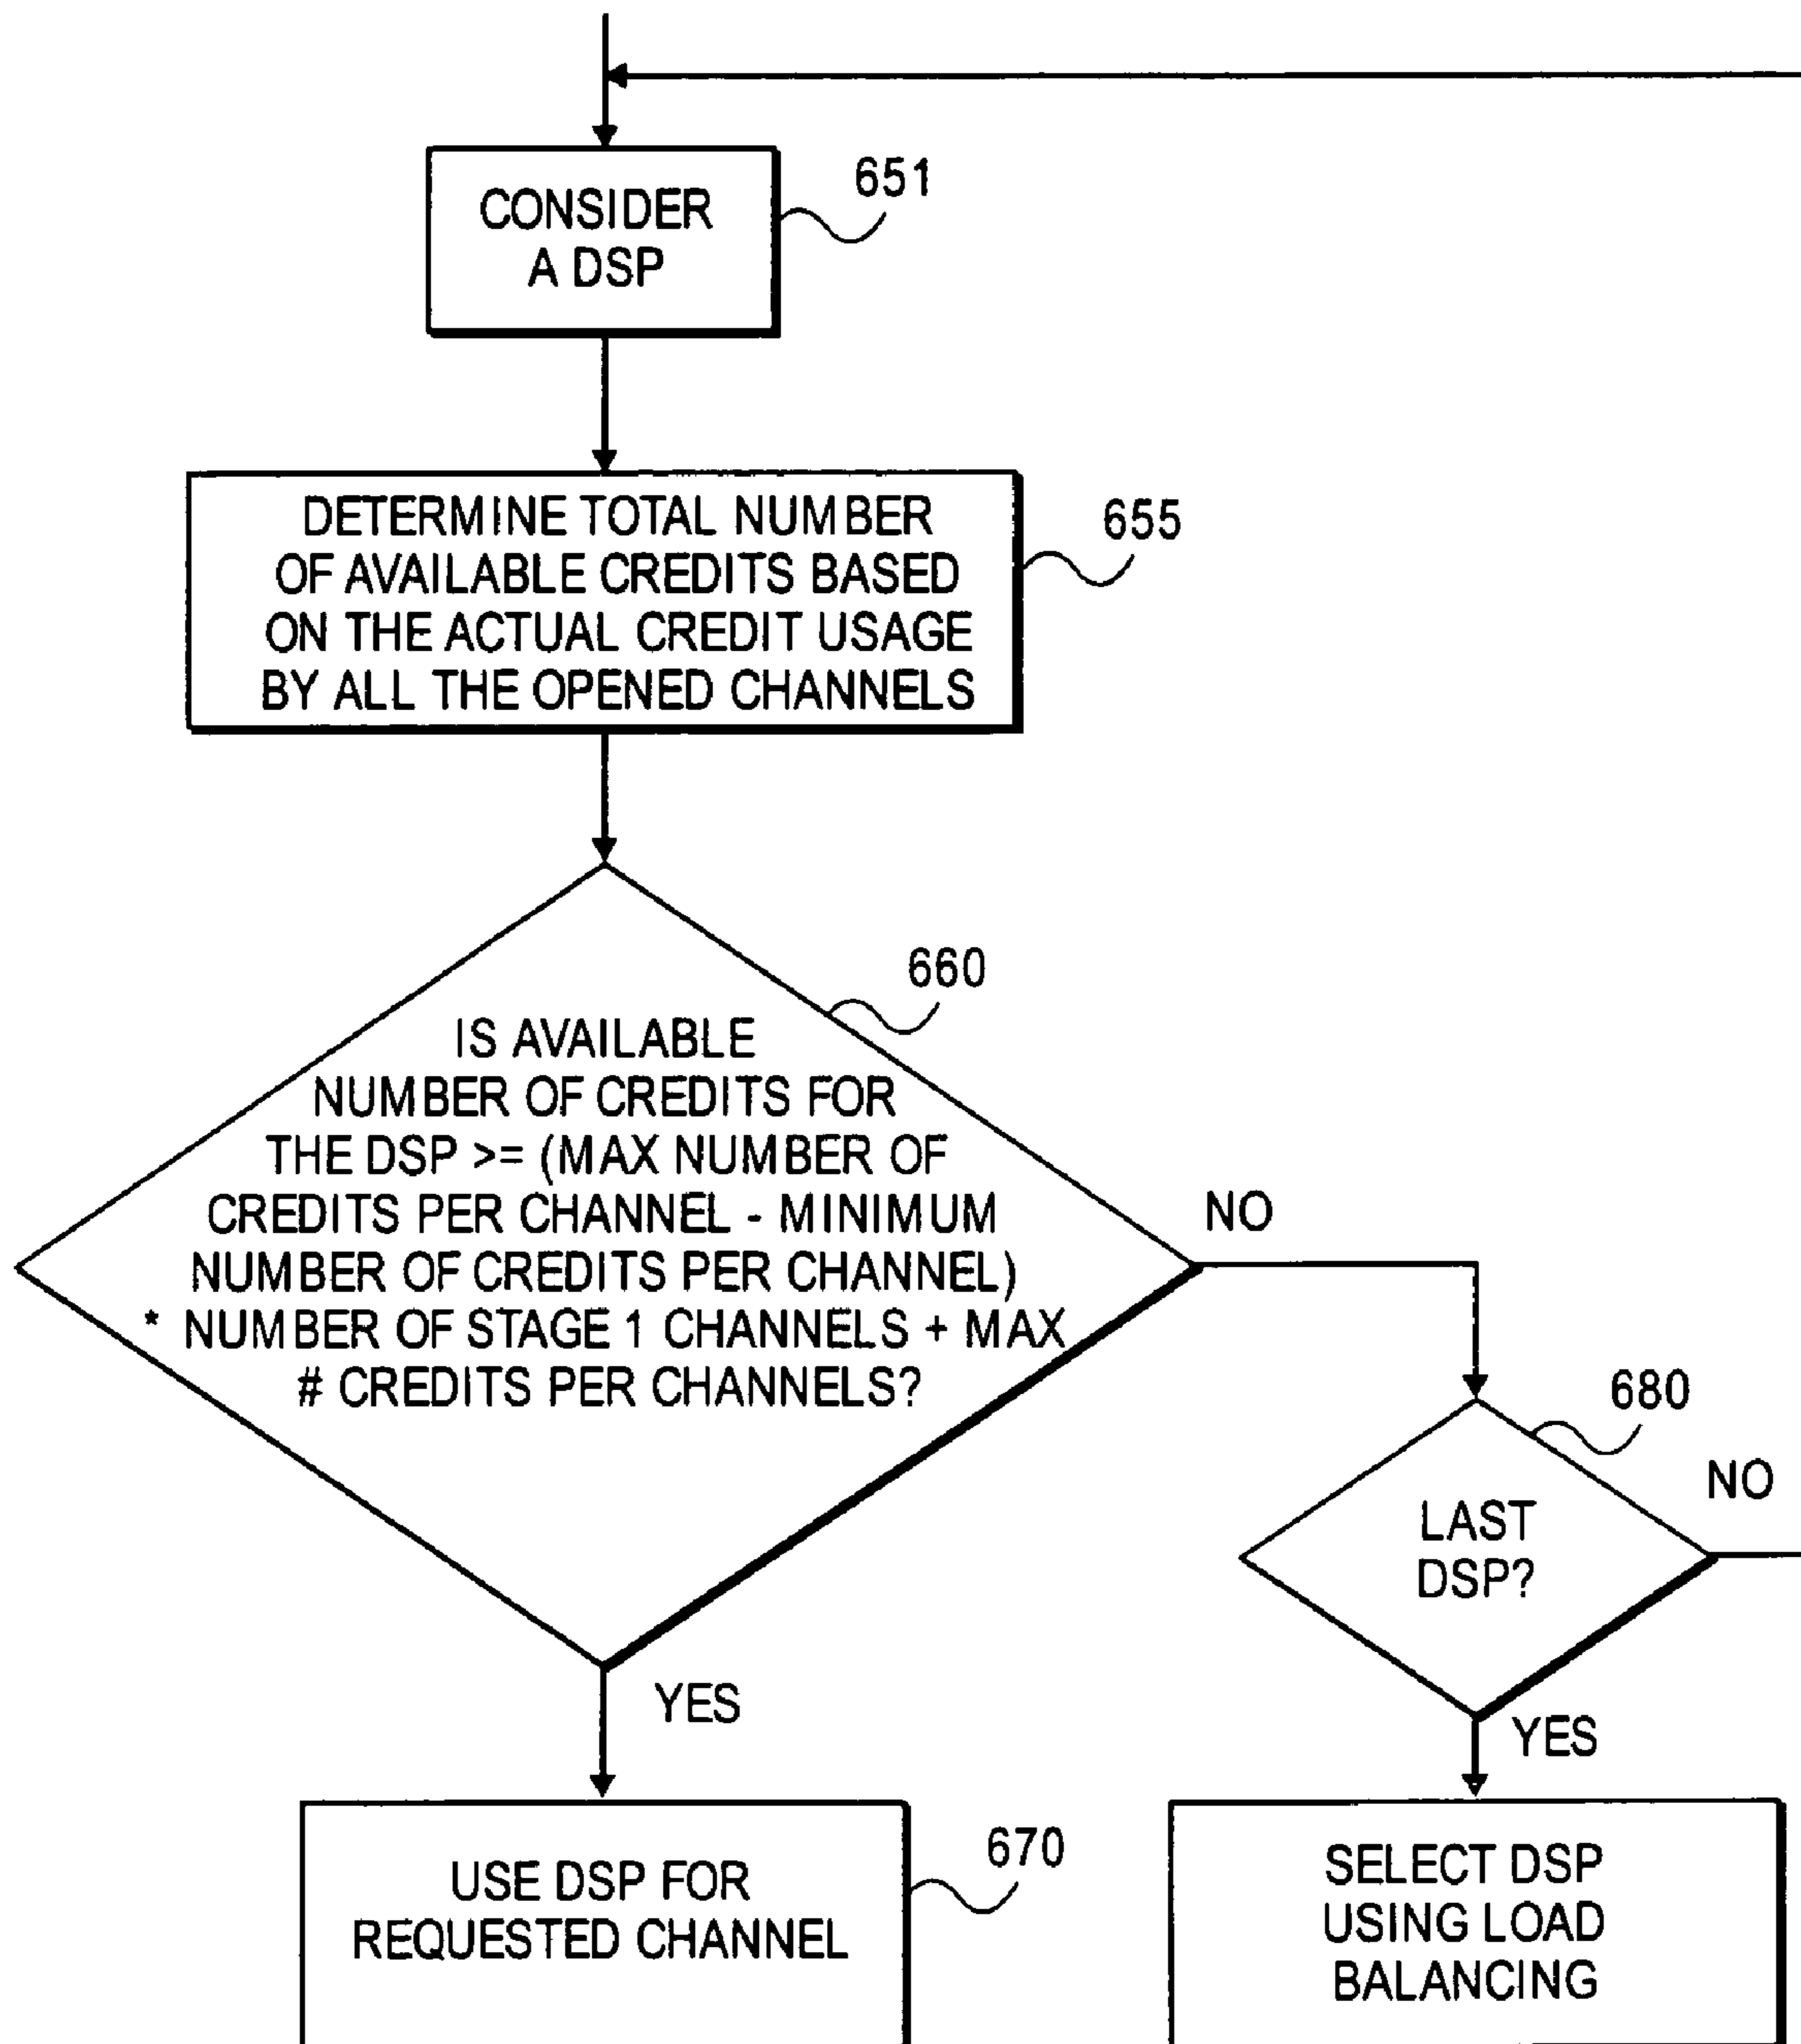 CONSIDER
A DSP
651
DETERMINE TOTAL NUMBER
OF AVAILABLE CREDITS BASED
ON THE ACTUAL CREDIT USAGE
BY ALL THE OPENED CHANNELS
655
IS AVAILABLE
NUMBER OF CREDITS FOR
THE DSP >= (MAX NUMBER OF
CREDITS PER CHANNEL - MINIMUM
NUMBER OF CREDITS PER CHANNEL)
* NUMBER OF STAGE 1 CHANNELS + MAX
# CREDITS PER CHANNELS?
660
NO
YES
LAST
DSP?
680
NO
YES
USE DSP FOR
REQUESTED CHANNEL
670
SELECT DSP
USING LOAD
BALANCING